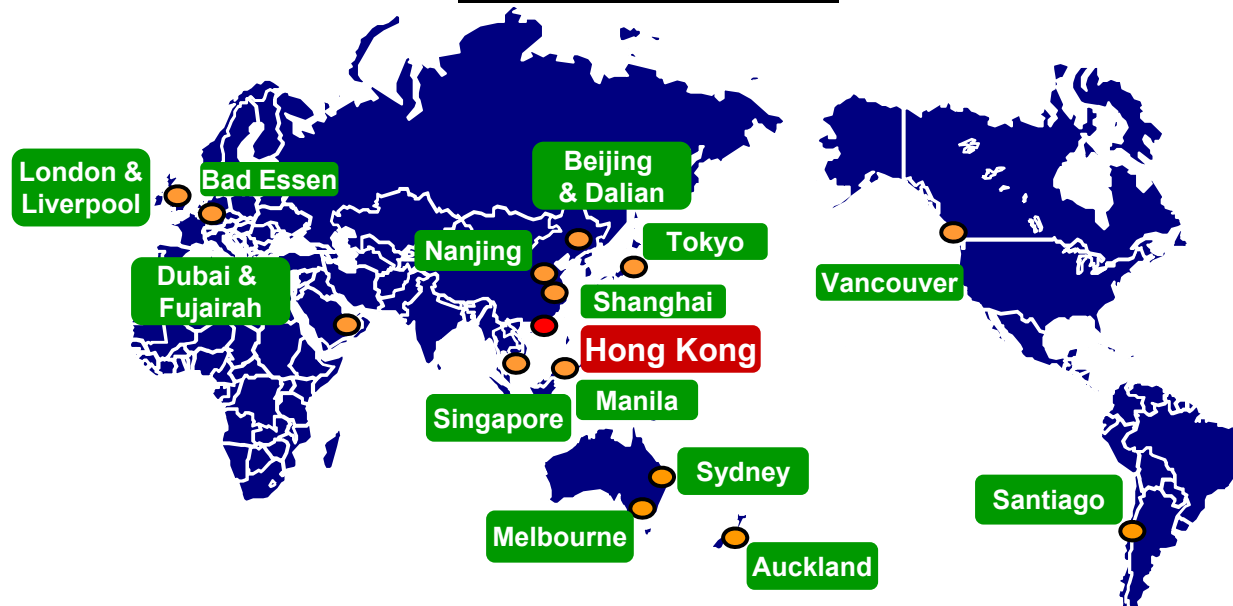 London &
Liverpool
Bad Essen
Beijing
& Dalian
Tokyo
Nanjing
Dubai &
Fujairah
Shanghai
Vancouver
Hong Kong
Manila
Singapore
Sydney
Santiago
Melbourne
Auckland